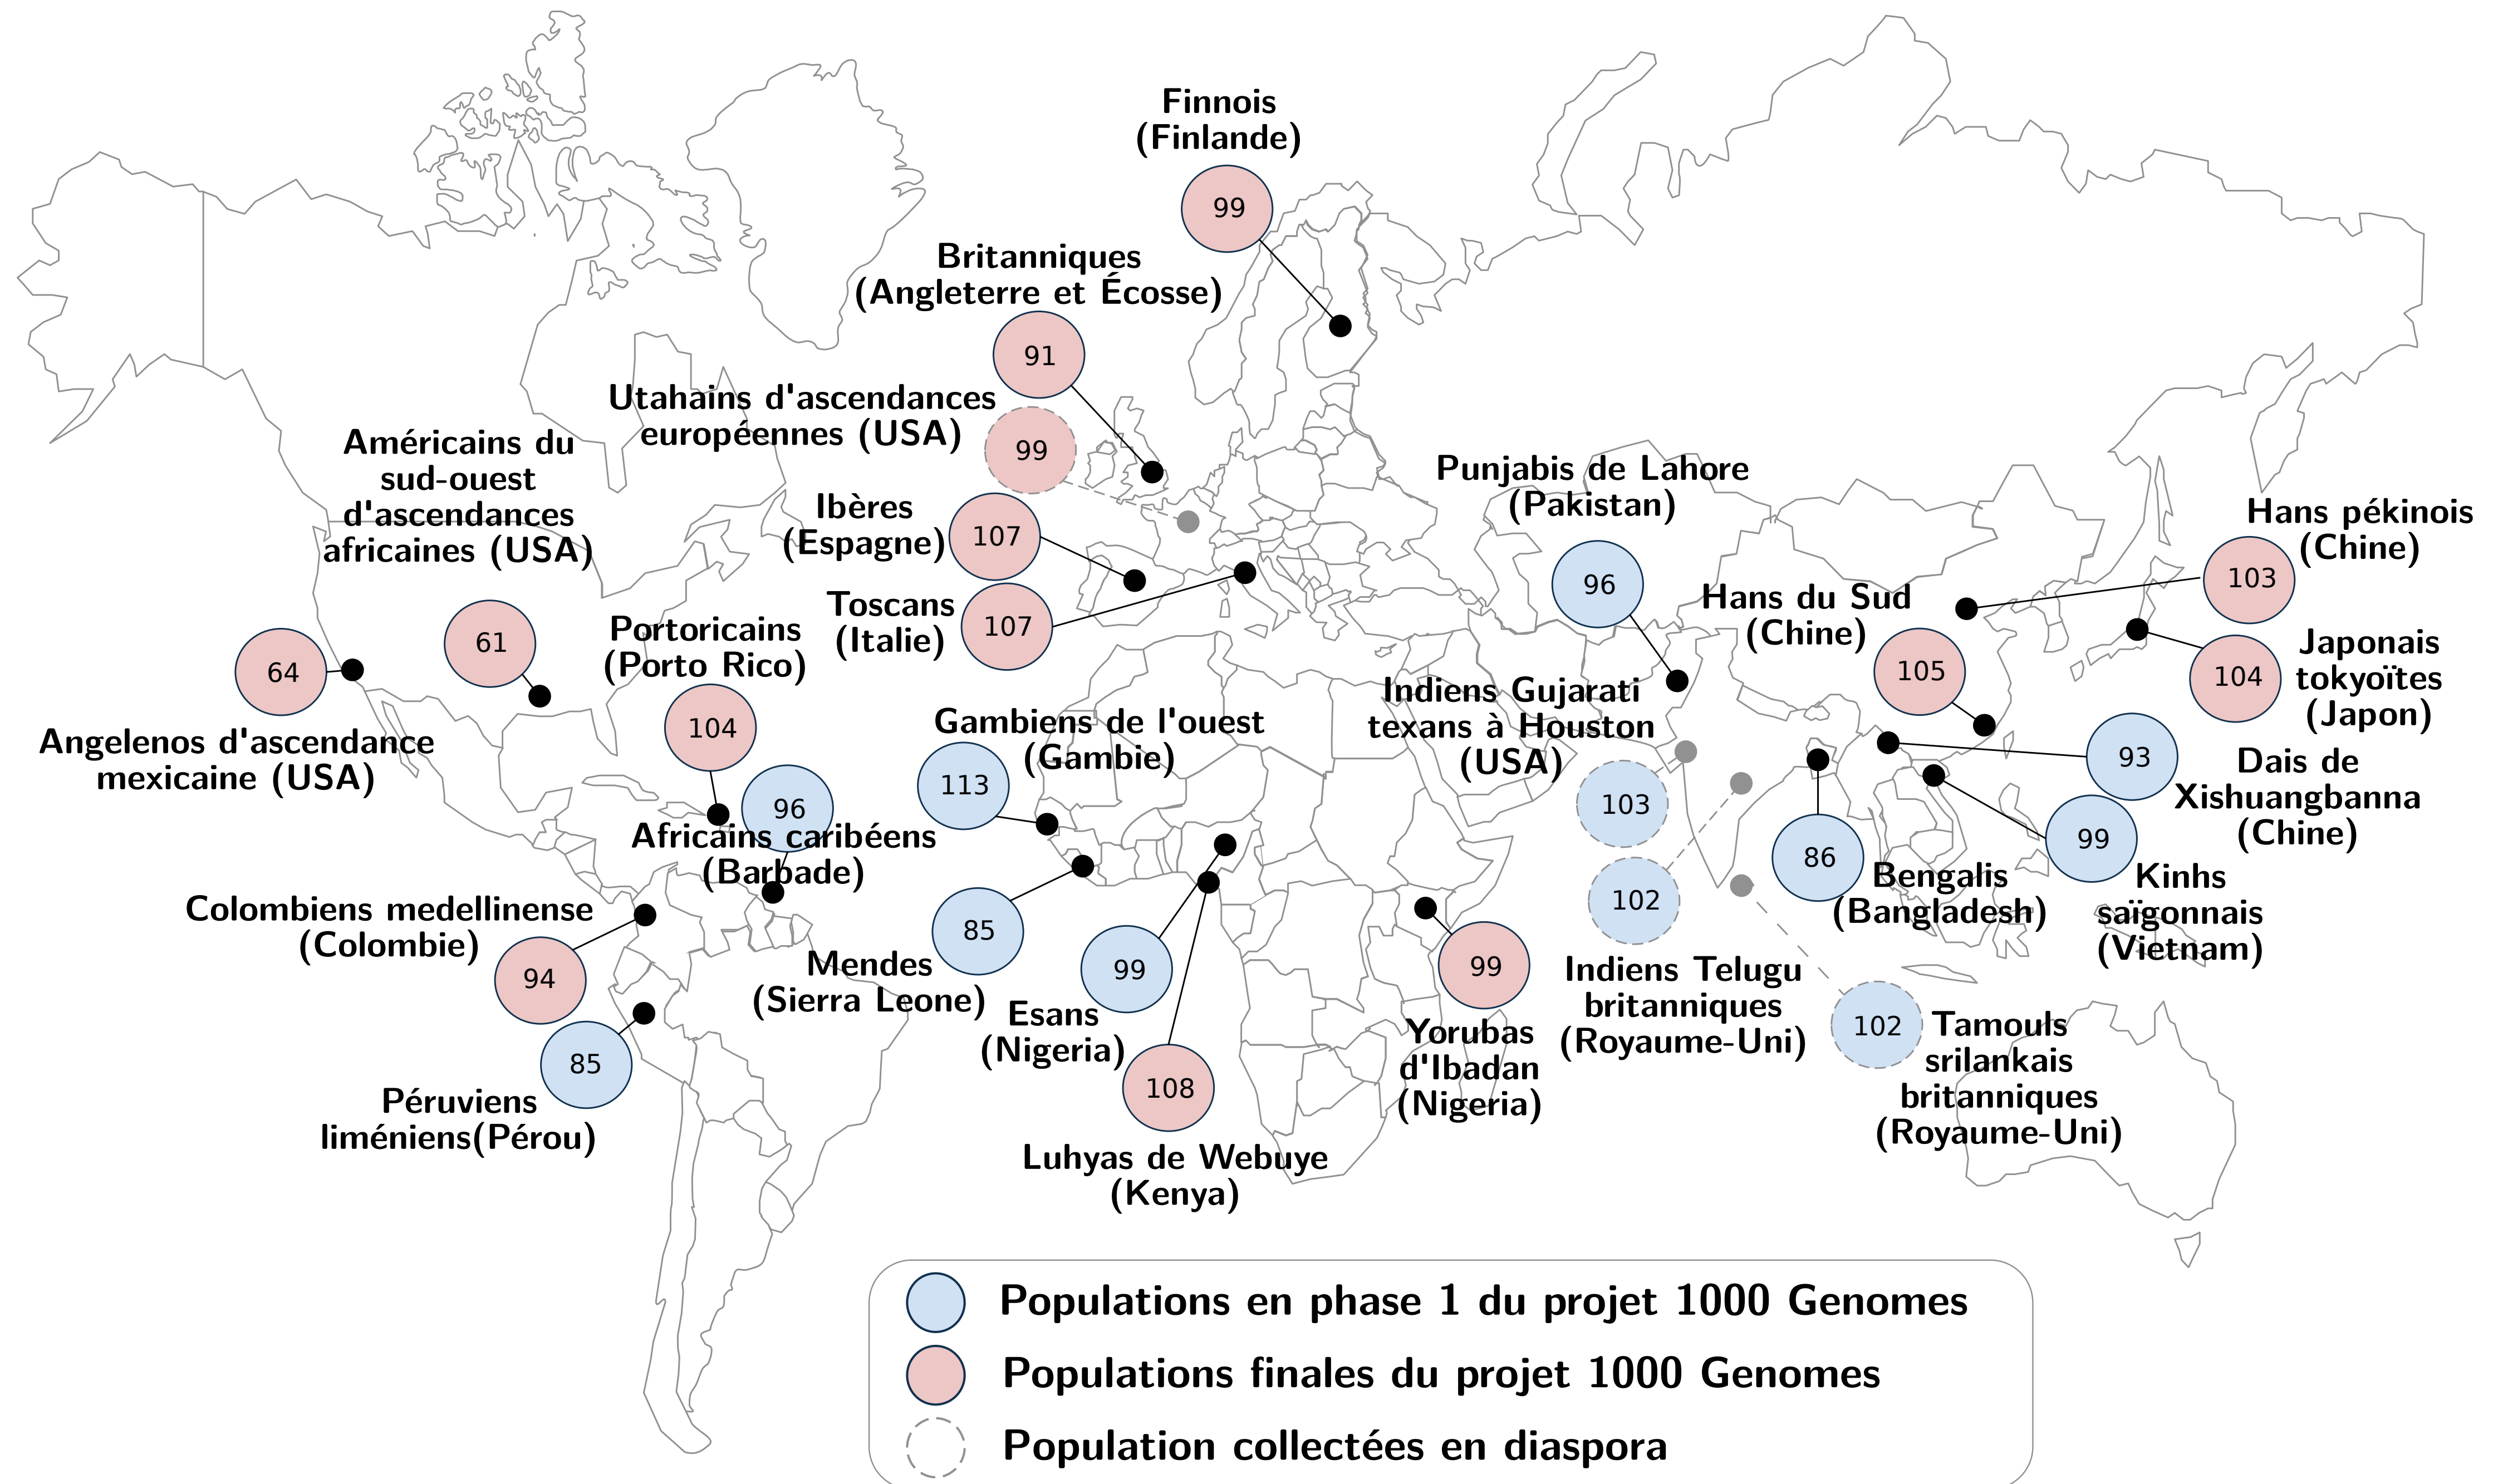 Finnois
(Finlande)
99
Britanniques
(Angleterre et Écosse)
91
Utahains d'ascendances
européennes (USA)
99
Ibères
(Espagne)
107
Toscans
(Italie)
107
Américains du
sud-ouest
d'ascendances
africaines (USA)
61
64
Angelenos d'ascendance
mexicaine (USA)
Portoricains
(Porto Rico)
104
96
Africains caribéens
(Barbade)
Colombiens medellinense
(Colombie)
94
85
Péruviens
liméniens(Pérou)
Gambiens de l'ouest
(Gambie)
113
85
Mendes
(Sierra Leone)
99
Esans
(Nigeria)
108
Luhyas de Webuye
(Kenya)
99
Yorubas
d'Ibadan
(Nigeria)
Punjabis de Lahore
(Pakistan)
96
Indiens Gujarati
texans à Houston
(USA)
103
102
Indiens Telugu
britanniques
(Royaume-Uni)
102
Tamouls
srilankais
britanniques
(Royaume-Uni)
86
Bengalis
(Bangladesh)
Hans du Sud
(Chine)
105
Hans pékinois
(Chine)
103
104
Japonais
tokyoïtes
(Japon)
93
Dais de
Xishuangbanna
(Chine)
99
Kinhs
saïgonnais
(Vietnam)
Populations en phase 1 du projet 1000 Genomes
Populations finales du projet 1000 Genomes
Population collectées en diaspora